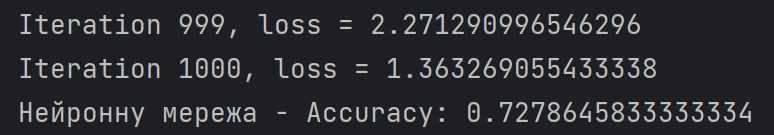 Iteration 999, loss = 2.271290996546296
Iteration 1000, loss = 1.363269055433338
Нейронну мережа - Accuracy: 0.7278645833333334